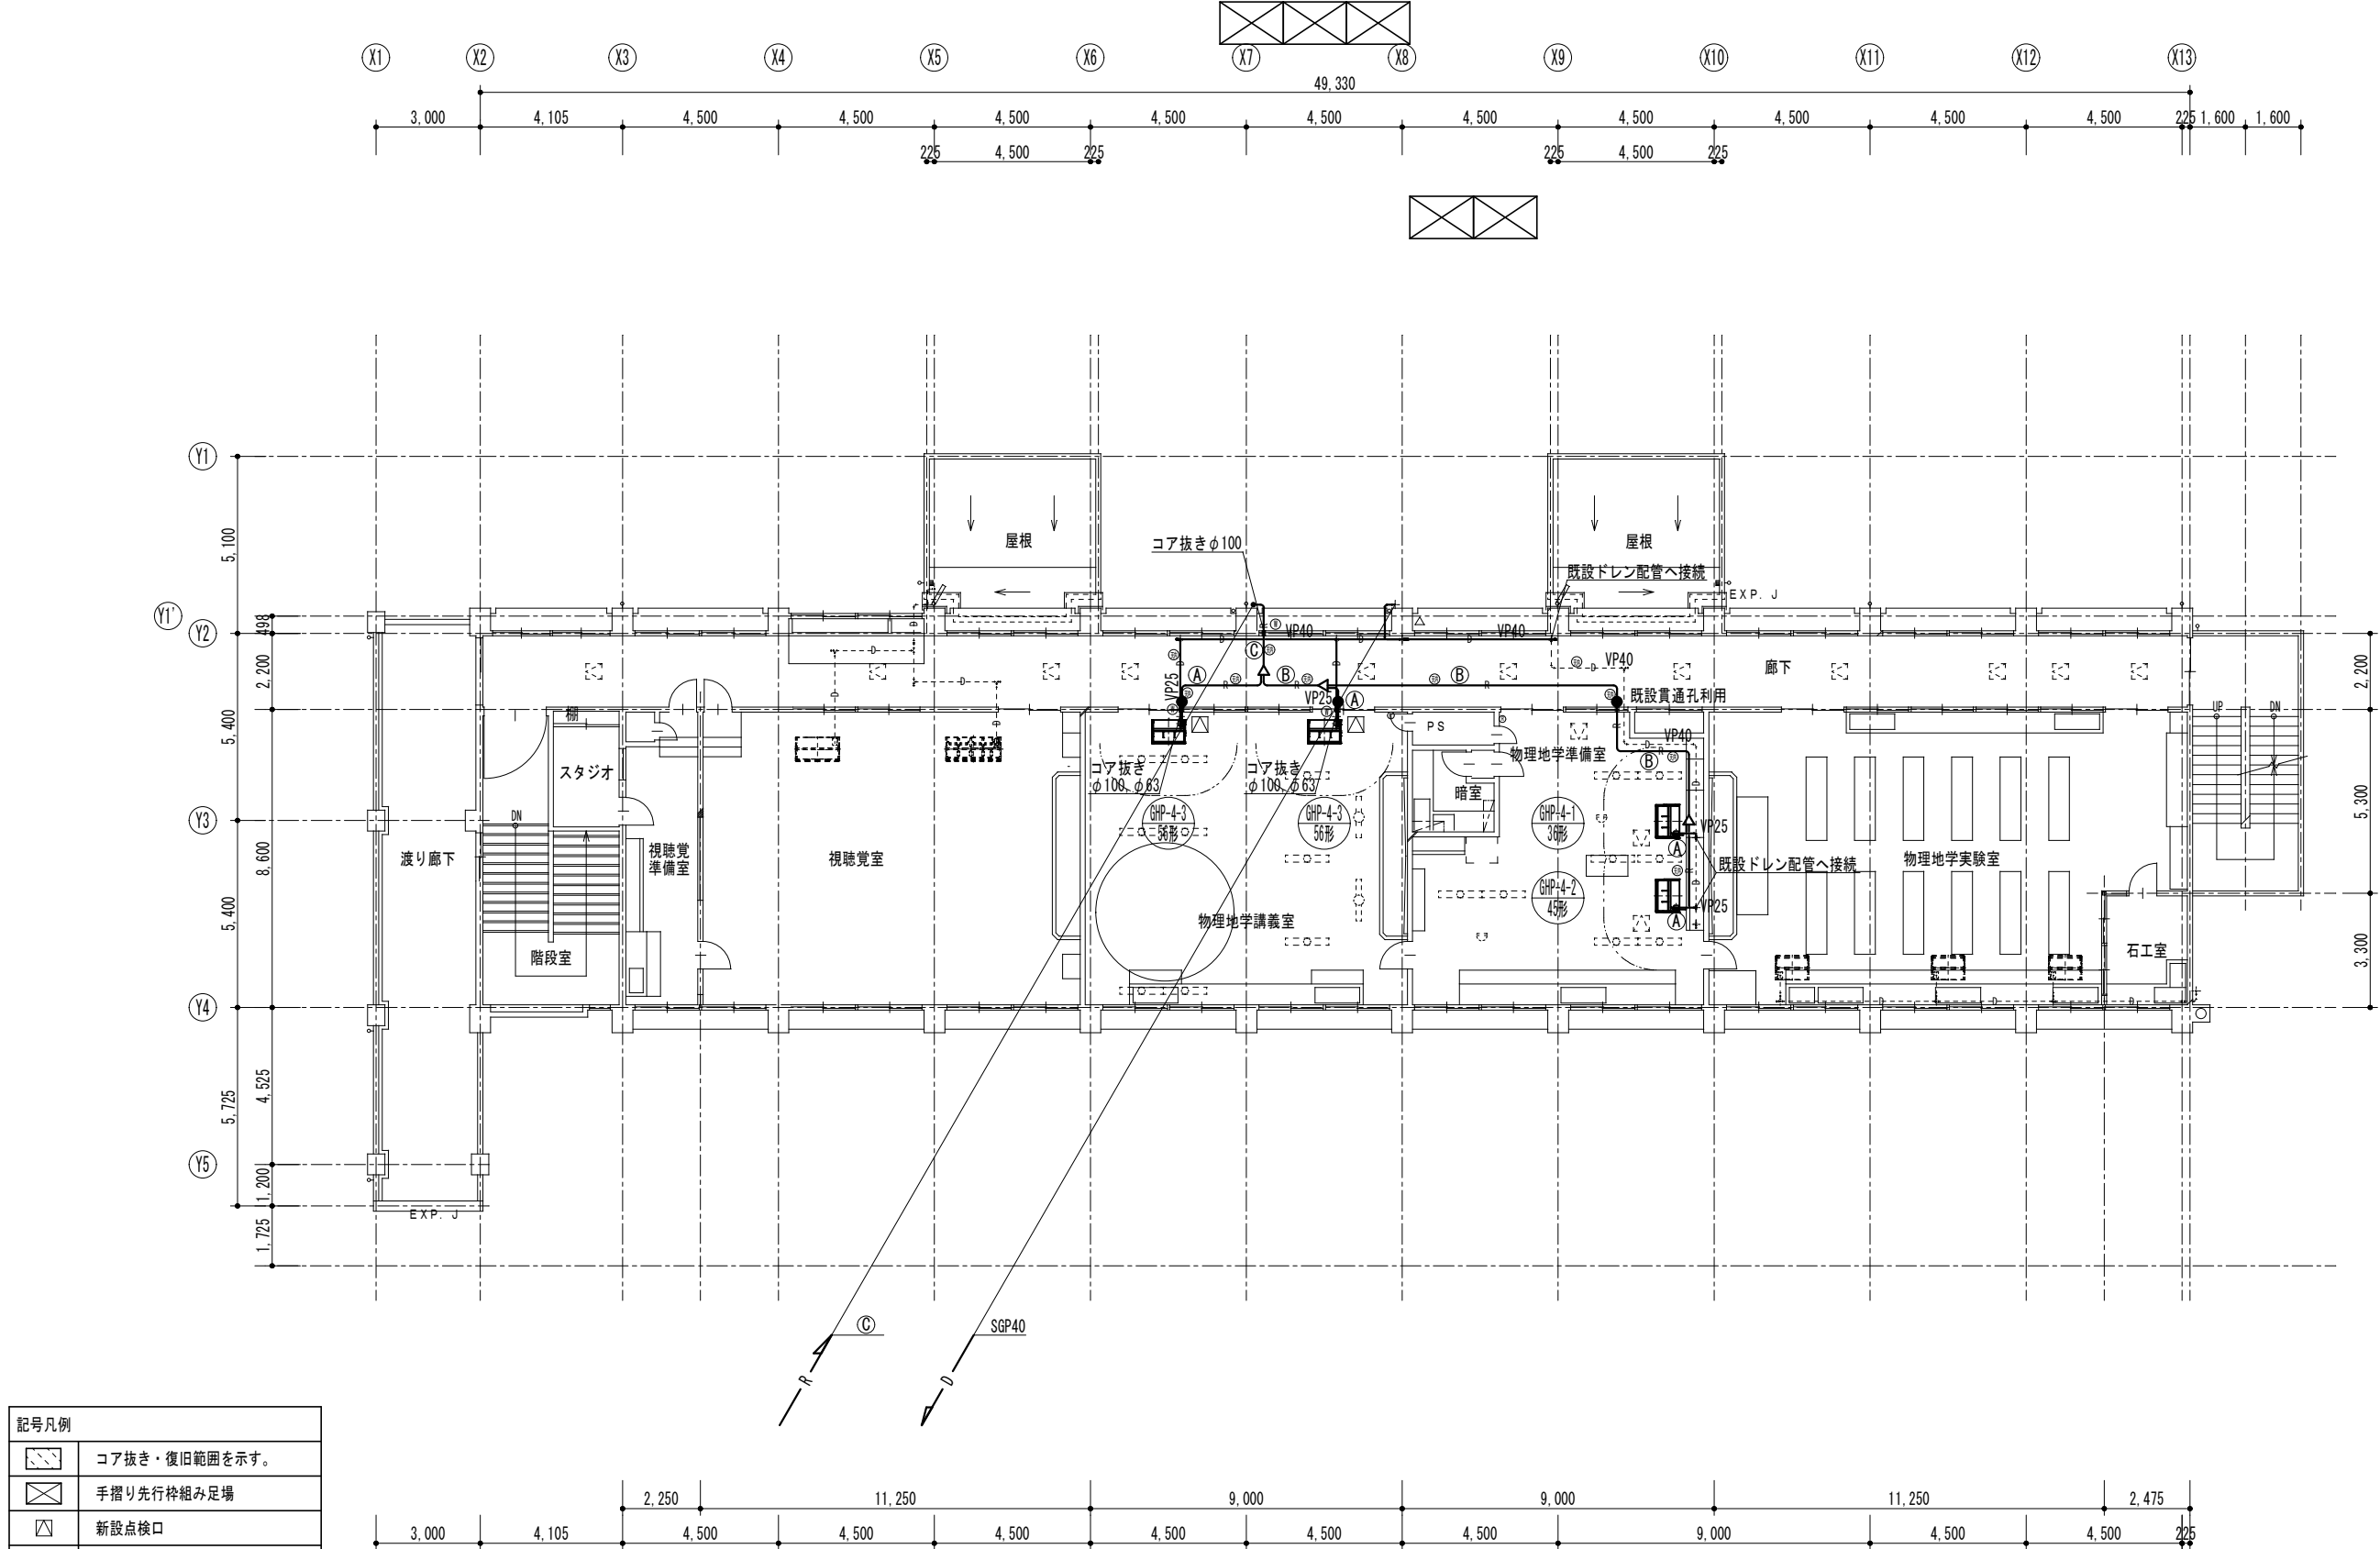 X1 X2 X3 X4 X5 X6 X7 X8 X9 X10 X11 X12 X13
49,330
3,000 4,105 4,500 4,500 4,500 4,500 4,500 4,500 4,500 4,500 4,500 4,500 225 1,600 1,600
225 4,500 225 225 4,500 225
Y1
5,100
屋根 屋根
コア抜きφ100
既設ドレン配管へ接続
EXP. J
Y1'
498
Y2
VP40 VP40
D D D
C
2,200
D
VP40
D
廊下
2,200
A B B
R R R
VP25 VP25
A
既設貫通孔利用
D
棚
UP DN
PS
D
VP40
R
5,400
スタジオ
物理地学準備室
B
コア抜き
φ100,φ63
コア抜き
φ100,φ63
暗室
5,300
DN
Y3
GHP-4-3
56形
GHP-4-3
56形
GHP-4-1
36形
VP25
A
渡り廊下
視聴覚
準備室
視聴覚室
物理地学実験室
既設ドレン配管へ接続
8,600
GHP-4-2
45形
VP25
A
5,400
物理地学講義室
階段室
石工室
3,300
D D D
Y4
4,525
5,725
Y5
1,200
EXP. J
1,725
C
SGP40
R
D
記号凡例
コア抜き・復旧範囲を示す。
手摺り先行枠組み足場
新設点検口
2,250 11,250 9,000 9,000 11,250 2,475
3,000 4,105 4,500 4,500 4,500 4,500 4,500 4,500 9,000 4,500 4,500 225